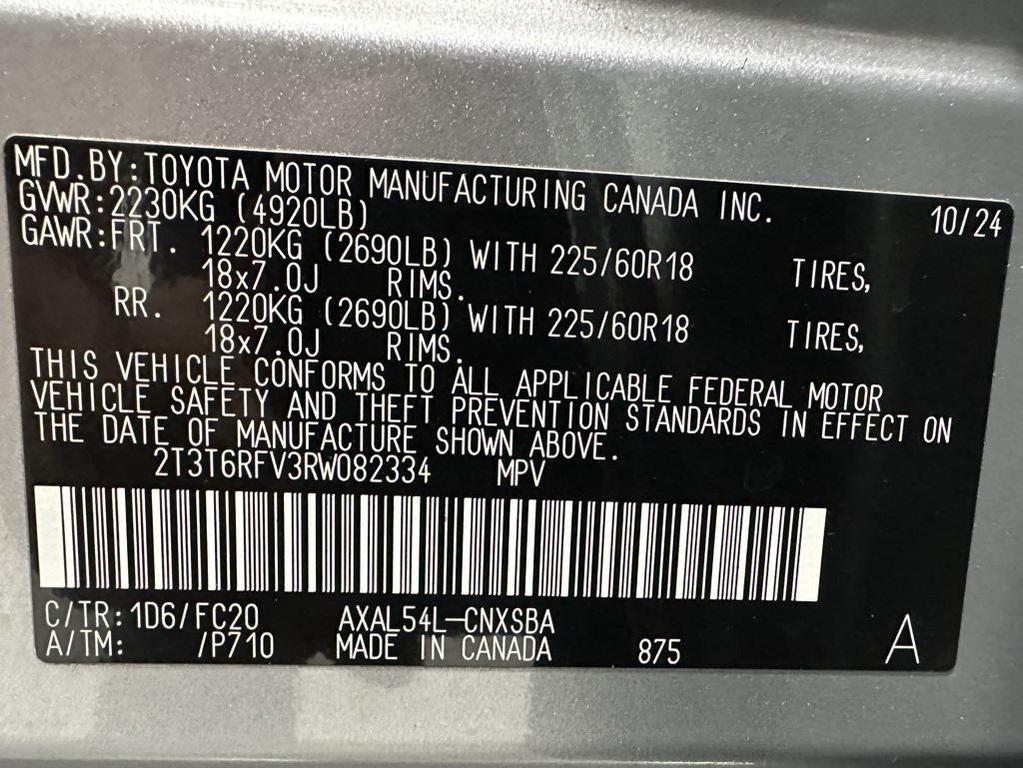 MFD.BY:TOYOTA MOTOR MANUFACTURING CANADA INC. 10/24
GVWR:2230KG (4920LB)
GAWR:FRT. 1220KG (2690LB) WITH 225/60R18 TIRES,
18x7.0J RIMS.
RR. 1220KG (2690LB) WITH 225/60R18 TIRES,
18x7.0J RIMS.
THIS VEHICLE CONFORMS TO ALL APPLICABLE FEDERAL MOTOR
VEHICLE SAFETY AND THEFT PREVENTION STANDARDS IN EFFECT ON
THE DATE OF MANUFACTURE SHOWN ABOVE.
2T3T6RFV3RW082334 MPV
C/TR:1D6/FC20 AXAL54L-CNXSBA
A/TM: /P710 MADE IN CANADA 875 A